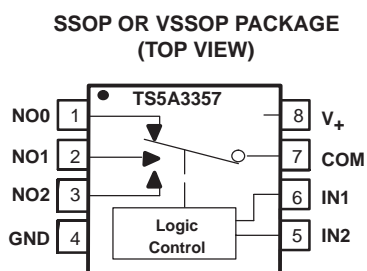 SSOP OR VSSOP PACKAGE
(TOP VIEW)
TS5A3357
NO0 1 8 V+
NO1 2 7 COM
NO2 3 6 IN1
GND 4 5 IN2
Logic
Control